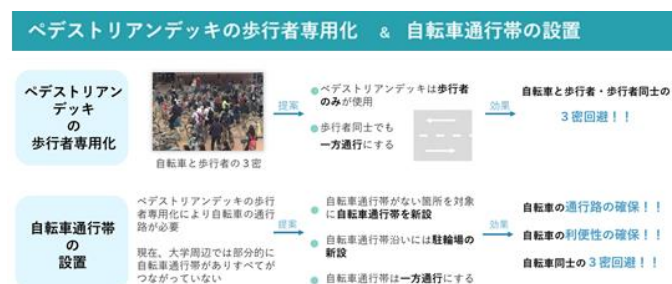 ペデストリアンデッキの歩行者専用化 & 自転車通行帯の設置
ペデストリアン
デッキ
の
歩行者専用化
自転車と歩行者の3密
提案
ペデストリアンデッキは歩行者
のみが使用
歩行者同士でも
一方通行にする
効果
自転車と歩行者・歩行者同士の
3密回避!!
自転車通行帯
の
設置
ペデストリアンデッキの歩行
者専用化により自転車の通行
路が必要
現在、大学周辺では部分的に
自転車通行帯がありすべてが
つながっていない
提案
自転車通行帯がない箇所を対象
に自転車通行帯を新設
自転車通行帯沿いには駐輪場の
新設
自転車通行帯は一方通行にする
効果
自転車の通行路の確保!!
自転車の利便性の確保!!
自転車同士の3密回避!!